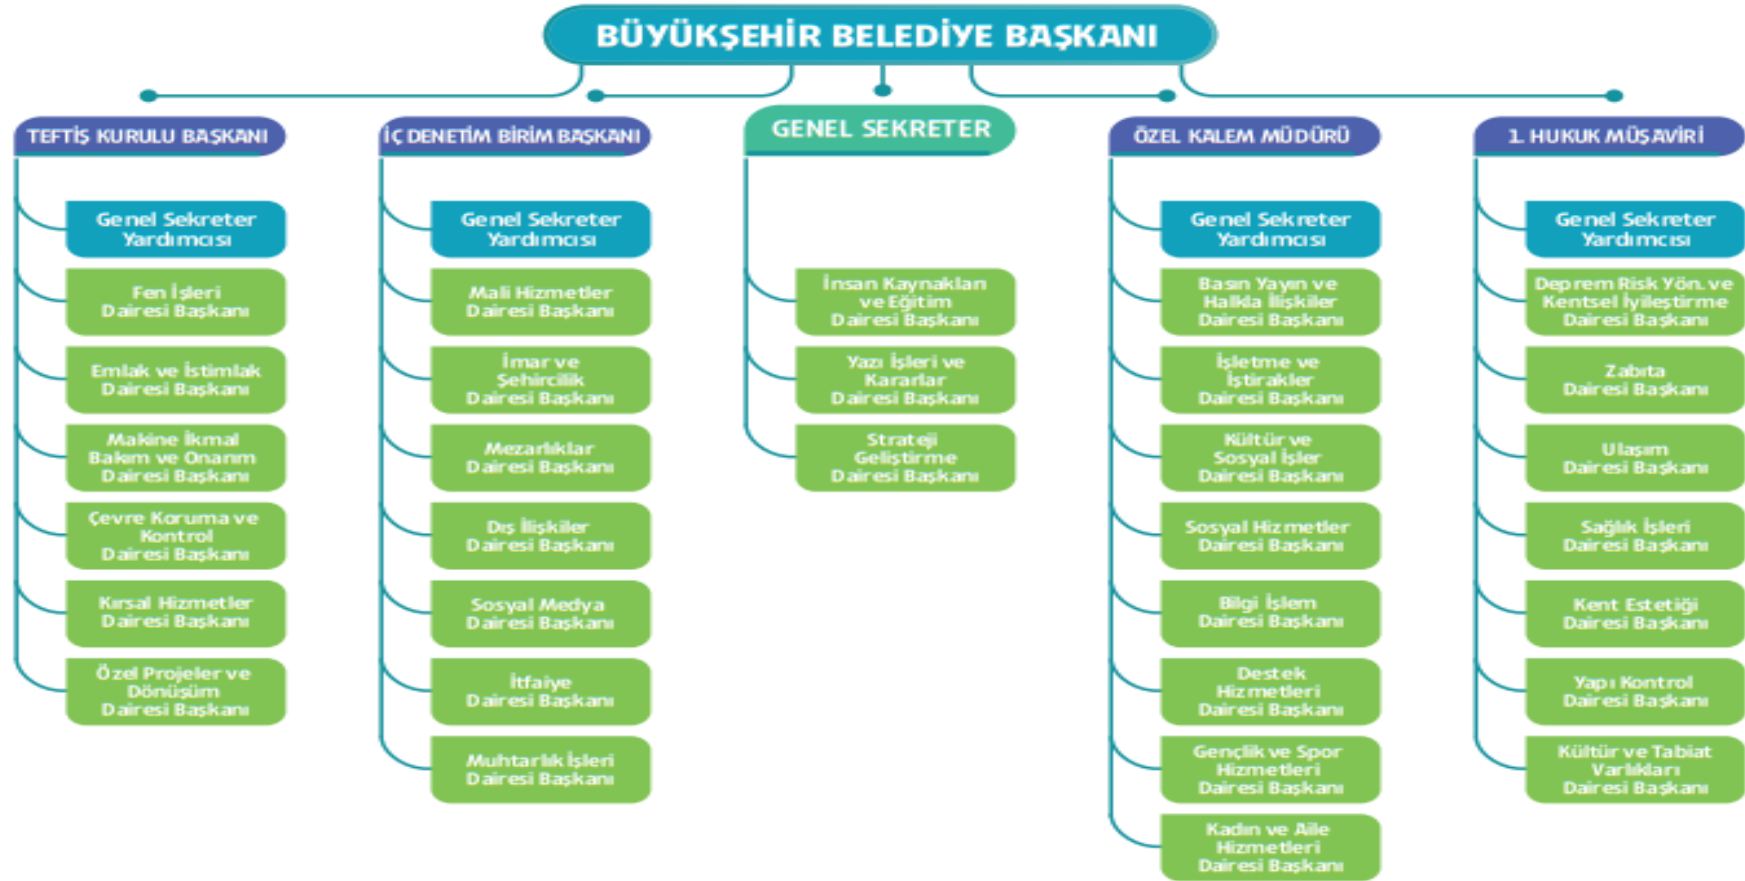 BÜYÜKŞEHİR BELEDİYE BAŞKANI
TEFTİŞ KURULU BAŞKANI
Genel Sekreter
Yardımcısı
Fen İşleri
Dairesi Başkanı
Emlak ve İstimlak
Dairesi Başkanı
Makine İkmal
Bakım ve Onarım
Dairesi Başkanı
Çevre Koruma ve
Kontrol
Dairesi Başkanı
Kırsal Hizmetler
Dairesi Başkanı
Özel Projeler ve
Dönüşüm
Dairesi Başkanı
İÇ DENETİM BİRİM BAŞKANI
Genel Sekreter
Yardımcısı
Mali Hizmetler
Dairesi Başkanı
İmar ve
Şehircilik
Dairesi Başkanı
Mezarlıklar
Dairesi Başkanı
Dış İlişkiler
Dairesi Başkanı
Sosyal Medya
Dairesi Başkanı
İtfaiye
Dairesi Başkanı
Muhtarlık İşleri
Dairesi Başkanı
GENEL SEKRETER
İnsan Kaynakları
ve Eğitim
Dairesi Başkanı
Yazı İşleri ve
Kararlar
Dairesi Başkanı
Strateji
Geliştirme
Dairesi Başkanı
ÖZEL KALEM MÜDÜRÜ
Genel Sekreter
Yardımcısı
Basın Yayın ve
Halkla İlişkiler
Dairesi Başkanı
İşletme ve
İştirakler
Dairesi Başkanı
Kültür ve
Sosyal İşler
Dairesi Başkanı
Sosyal Hizmetler
Dairesi Başkanı
Bilgi İşlem
Dairesi Başkanı
Destek
Hizmetleri
Dairesi Başkanı
Gençlik ve Spor
Hizmetleri
Dairesi Başkanı
Kadın ve Aile
Hizmetleri
Dairesi Başkanı
1. HUKUK MÜŞAVİRİ
Genel Sekreter
Yardımcısı
Deprem Risk Yön. ve
Kentsel İyileştirme
Dairesi Başkanı
Zabıta
Dairesi Başkanı
Ulaşım
Dairesi Başkanı
Sağlık İşleri
Dairesi Başkanı
Kent Estetiği
Dairesi Başkanı
Yapı Kontrol
Dairesi Başkanı
Kültür ve Tabiat
Varlıkları
Dairesi Başkanı